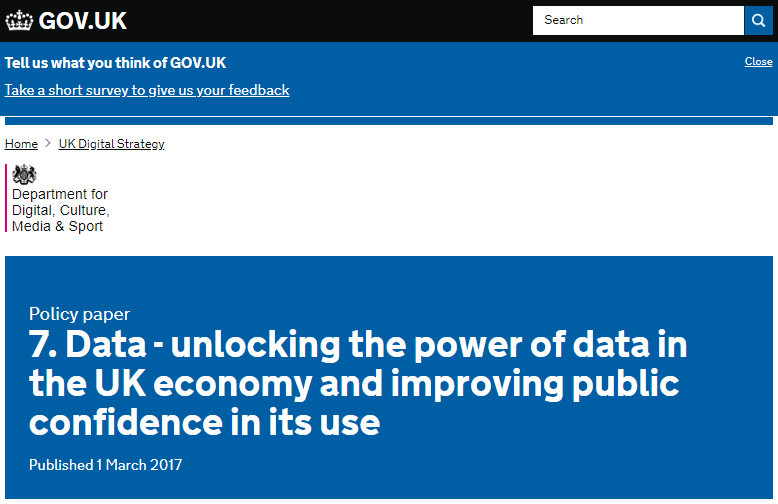 GOV.UK
Search
Tell us what you think of GOV.UK
Close
Take a short survey to give us your feedback
Home > UK Digital Strategy
Department for
Digital, Culture,
Media & Sport
Policy paper
7. Data - unlocking the power of data in
the UK economy and improving public
confidence in its use
Published 1 March 2017